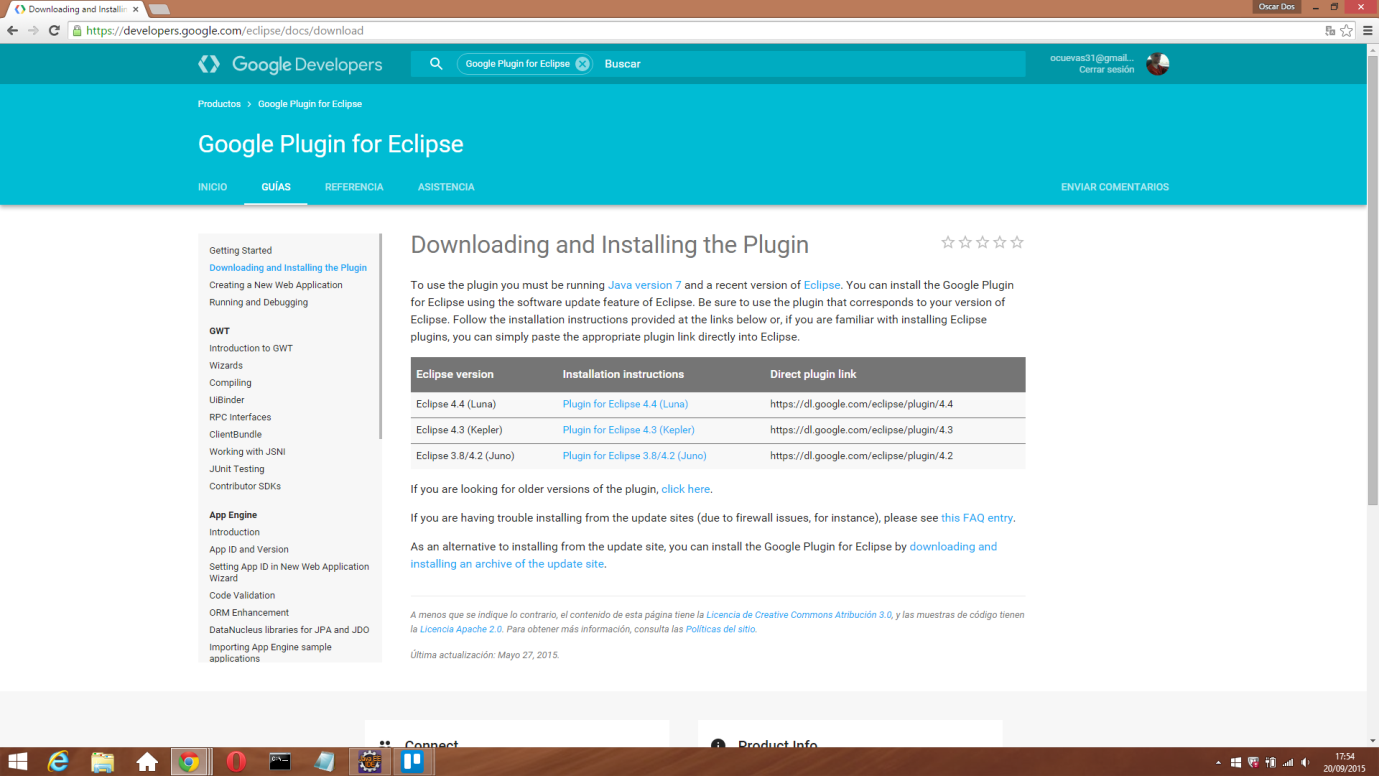 Downloading and Installin
Oscar Dos
https://developers.google.com/eclipse/docs/download
Google Developers
Google Plugin for Eclipse
Buscar
ocuevas31@gmail...
Cerrar sesión
Productos > Google Plugin for Eclipse
Google Plugin for Eclipse
INICIO
GUÍAS
REFERENCIA
ASISTENCIA
ENVIAR COMENTARIOS
Getting Started
Downloading and Installing the Plugin
Creating a New Web Application
Running and Debugging
GWT
Introduction to GWT
Wizards
Compiling
UiBinder
RPC Interfaces
ClientBundle
Working with JSNI
JUnit Testing
Contributor SDKs
App Engine
Introduction
App ID and Version
Setting App ID in New Web Application
Wizard
Code Validation
ORM Enhancement
DataNucleus libraries for JPA and JDO
Importing App Engine sample
applications
Downloading and Installing the Plugin
To use the plugin you must be running Java version 7 and a recent version of Eclipse. You can install the Google Plugin
for Eclipse using the software update feature of Eclipse. Be sure to use the plugin that corresponds to your version of
Eclipse. Follow the installation instructions provided at the links below or, if you are familiar with installing Eclipse
plugins, you can simply paste the appropriate plugin link directly into Eclipse.
Eclipse version Installation instructions Direct plugin link
Eclipse 4.4 (Luna) Plugin for Eclipse 4.4 (Luna) https://dl.google.com/eclipse/plugin/4.4
Eclipse 4.3 (Kepler) Plugin for Eclipse 4.3 (Kepler) https://dl.google.com/eclipse/plugin/4.3
Eclipse 3.8/4.2 (Juno) Plugin for Eclipse 3.8/4.2 (Juno) https://dl.google.com/eclipse/plugin/4.2
If you are looking for older versions of the plugin, click here.
If you are having trouble installing from the update sites (due to firewall issues, for instance), please see this FAQ entry.
As an alternative to installing from the update site, you can install the Google Plugin for Eclipse by downloading and
installing an archive of the update site.
A menos que se indique lo contrario, el contenido de esta página tiene la Licencia de Creative Commons Atribución 3.0, y las muestras de código tienen
la Licencia Apache 2.0. Para obtener más información, consulta las Políticas del sitio.
Última actualización: Mayo 27, 2015.
Connect
Product Info
17:54
20/09/2015